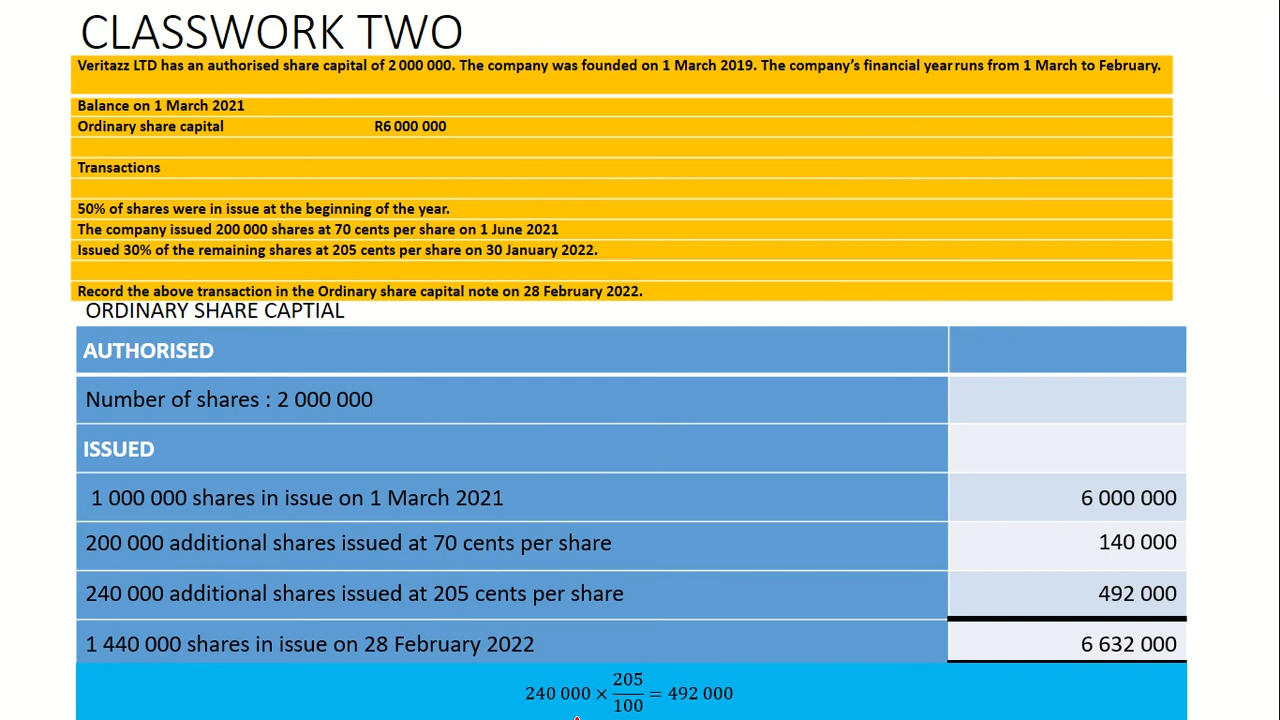 CLASSWORK TWO
Veritazz LTD has an authorised share capital of 2 000 000. The company was founded on 1 March 2019. The company's financial year runs from 1 March to February.
Balance on 1 March 2021
Ordinary share capital R6 000 000
Transactions
50% of shares were in issue at the beginning of the year.
The company issued 200 000 shares at 70 cents per share on 1 June 2021
Issued 30% of the remaining shares at 205 cents per share on 30 January 2022.
Record the above transaction in the Ordinary share capital note on 28 February 2022.
ORDINARY SHARE CAPTIAL
AUTHORISED
Number of shares : 2 000 000
ISSUED
1 000 000 shares in issue on 1 March 2021 6 000 000
200 000 additional shares issued at 70 cents per share 140 000
240 000 additional shares issued at 205 cents per share 492 000
1 440 000 shares in issue on 28 February 2022 6 632 000
240 000 × 205/100 = 492 000